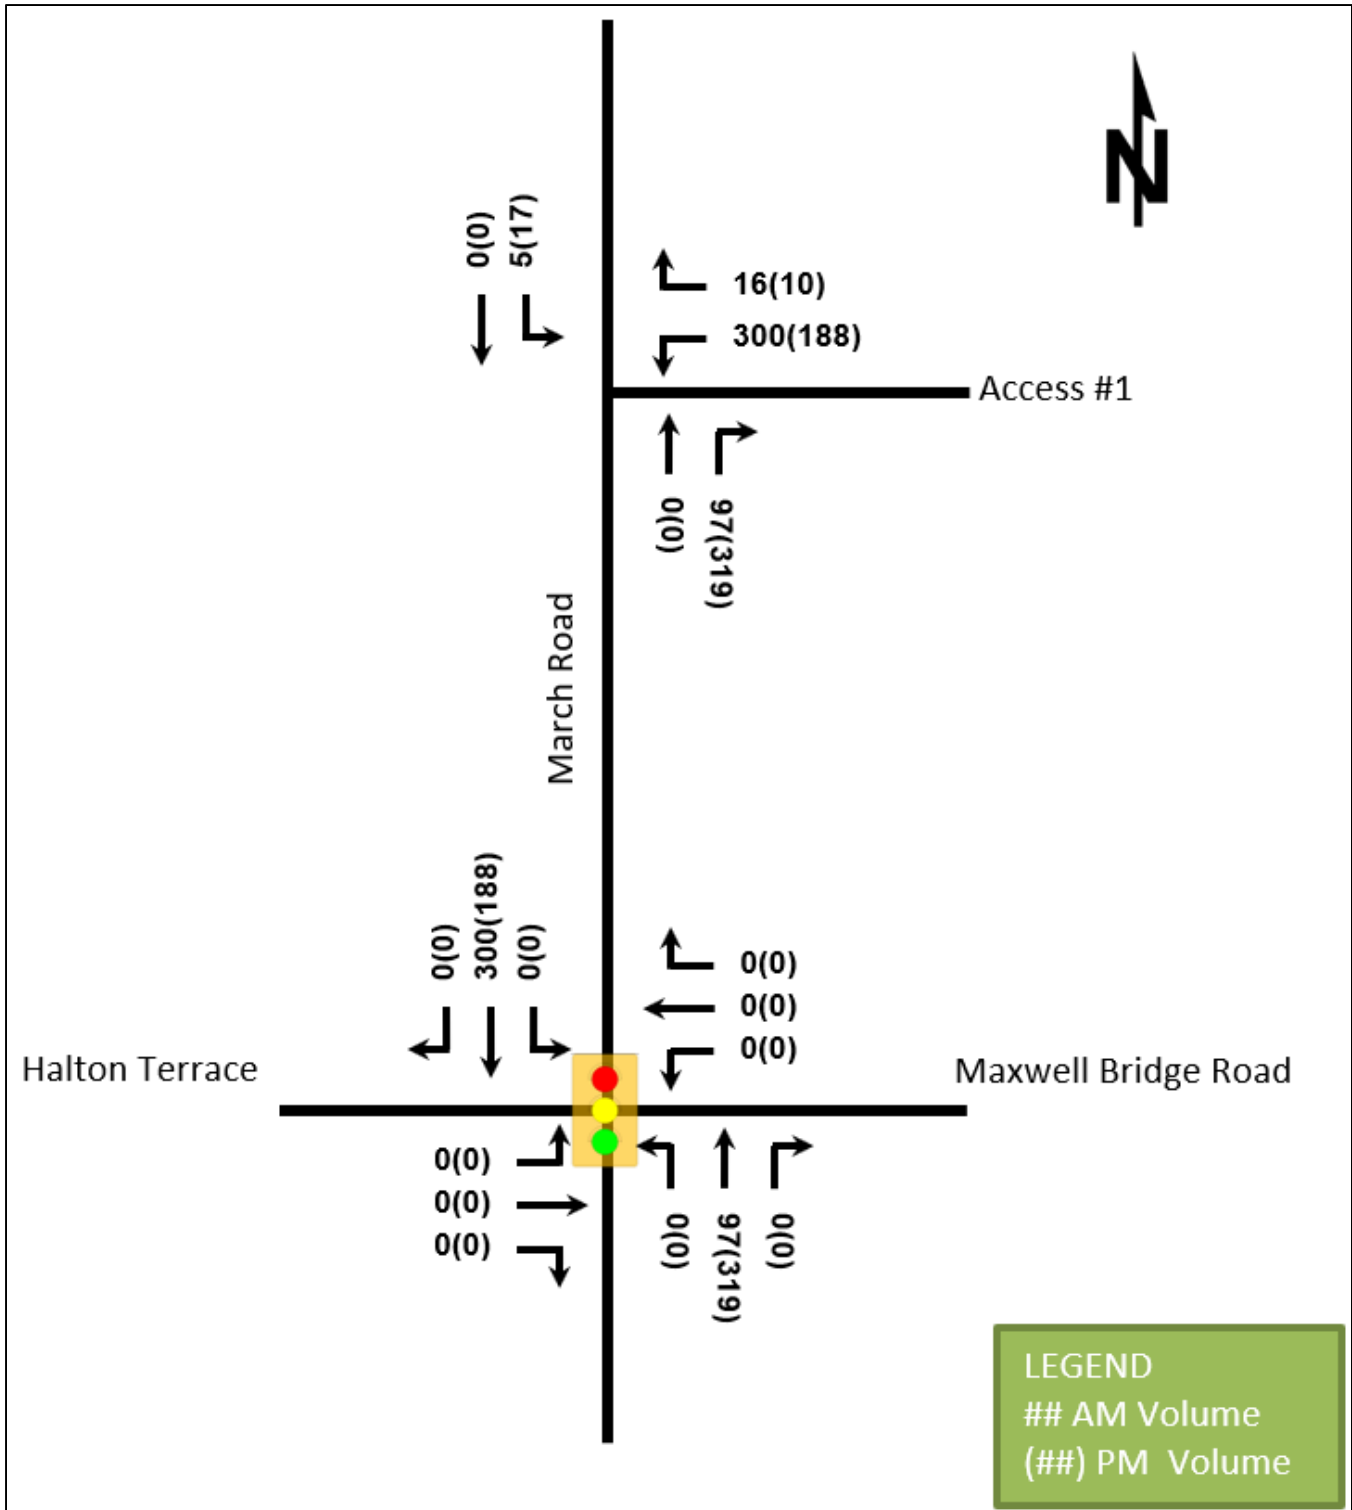 N
0(0)
5(17)
16(10)
300(188)
Access #1
0(0)
97(319)
March Road
0(0)
300(188)
0(0)
0(0)
0(0)
0(0)
Halton Terrace
Maxwell Bridge Road
0(0)
0(0)
0(0)
0(0)
97(319)
0(0)
LEGEND
## AM Volume
(##) PM Volume